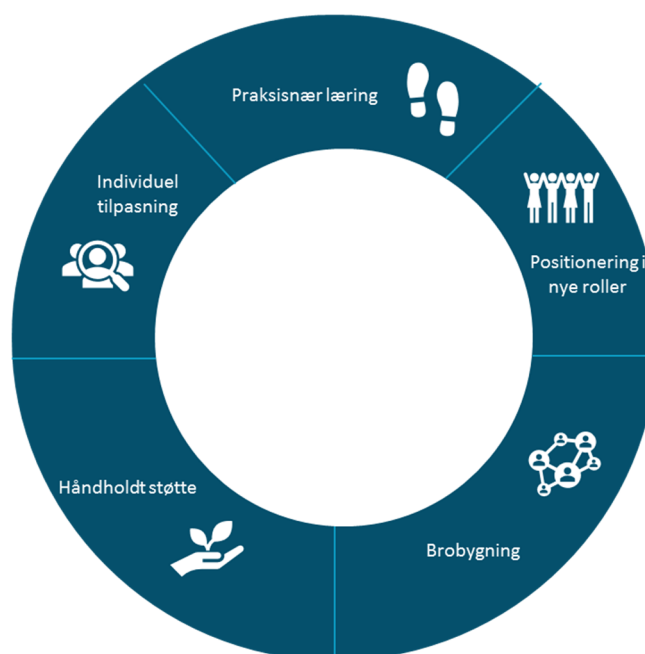 Praksisnær læring
Individuel
tilpasning
Positionering i
nye roller
Håndholdt støtte
Brobygning